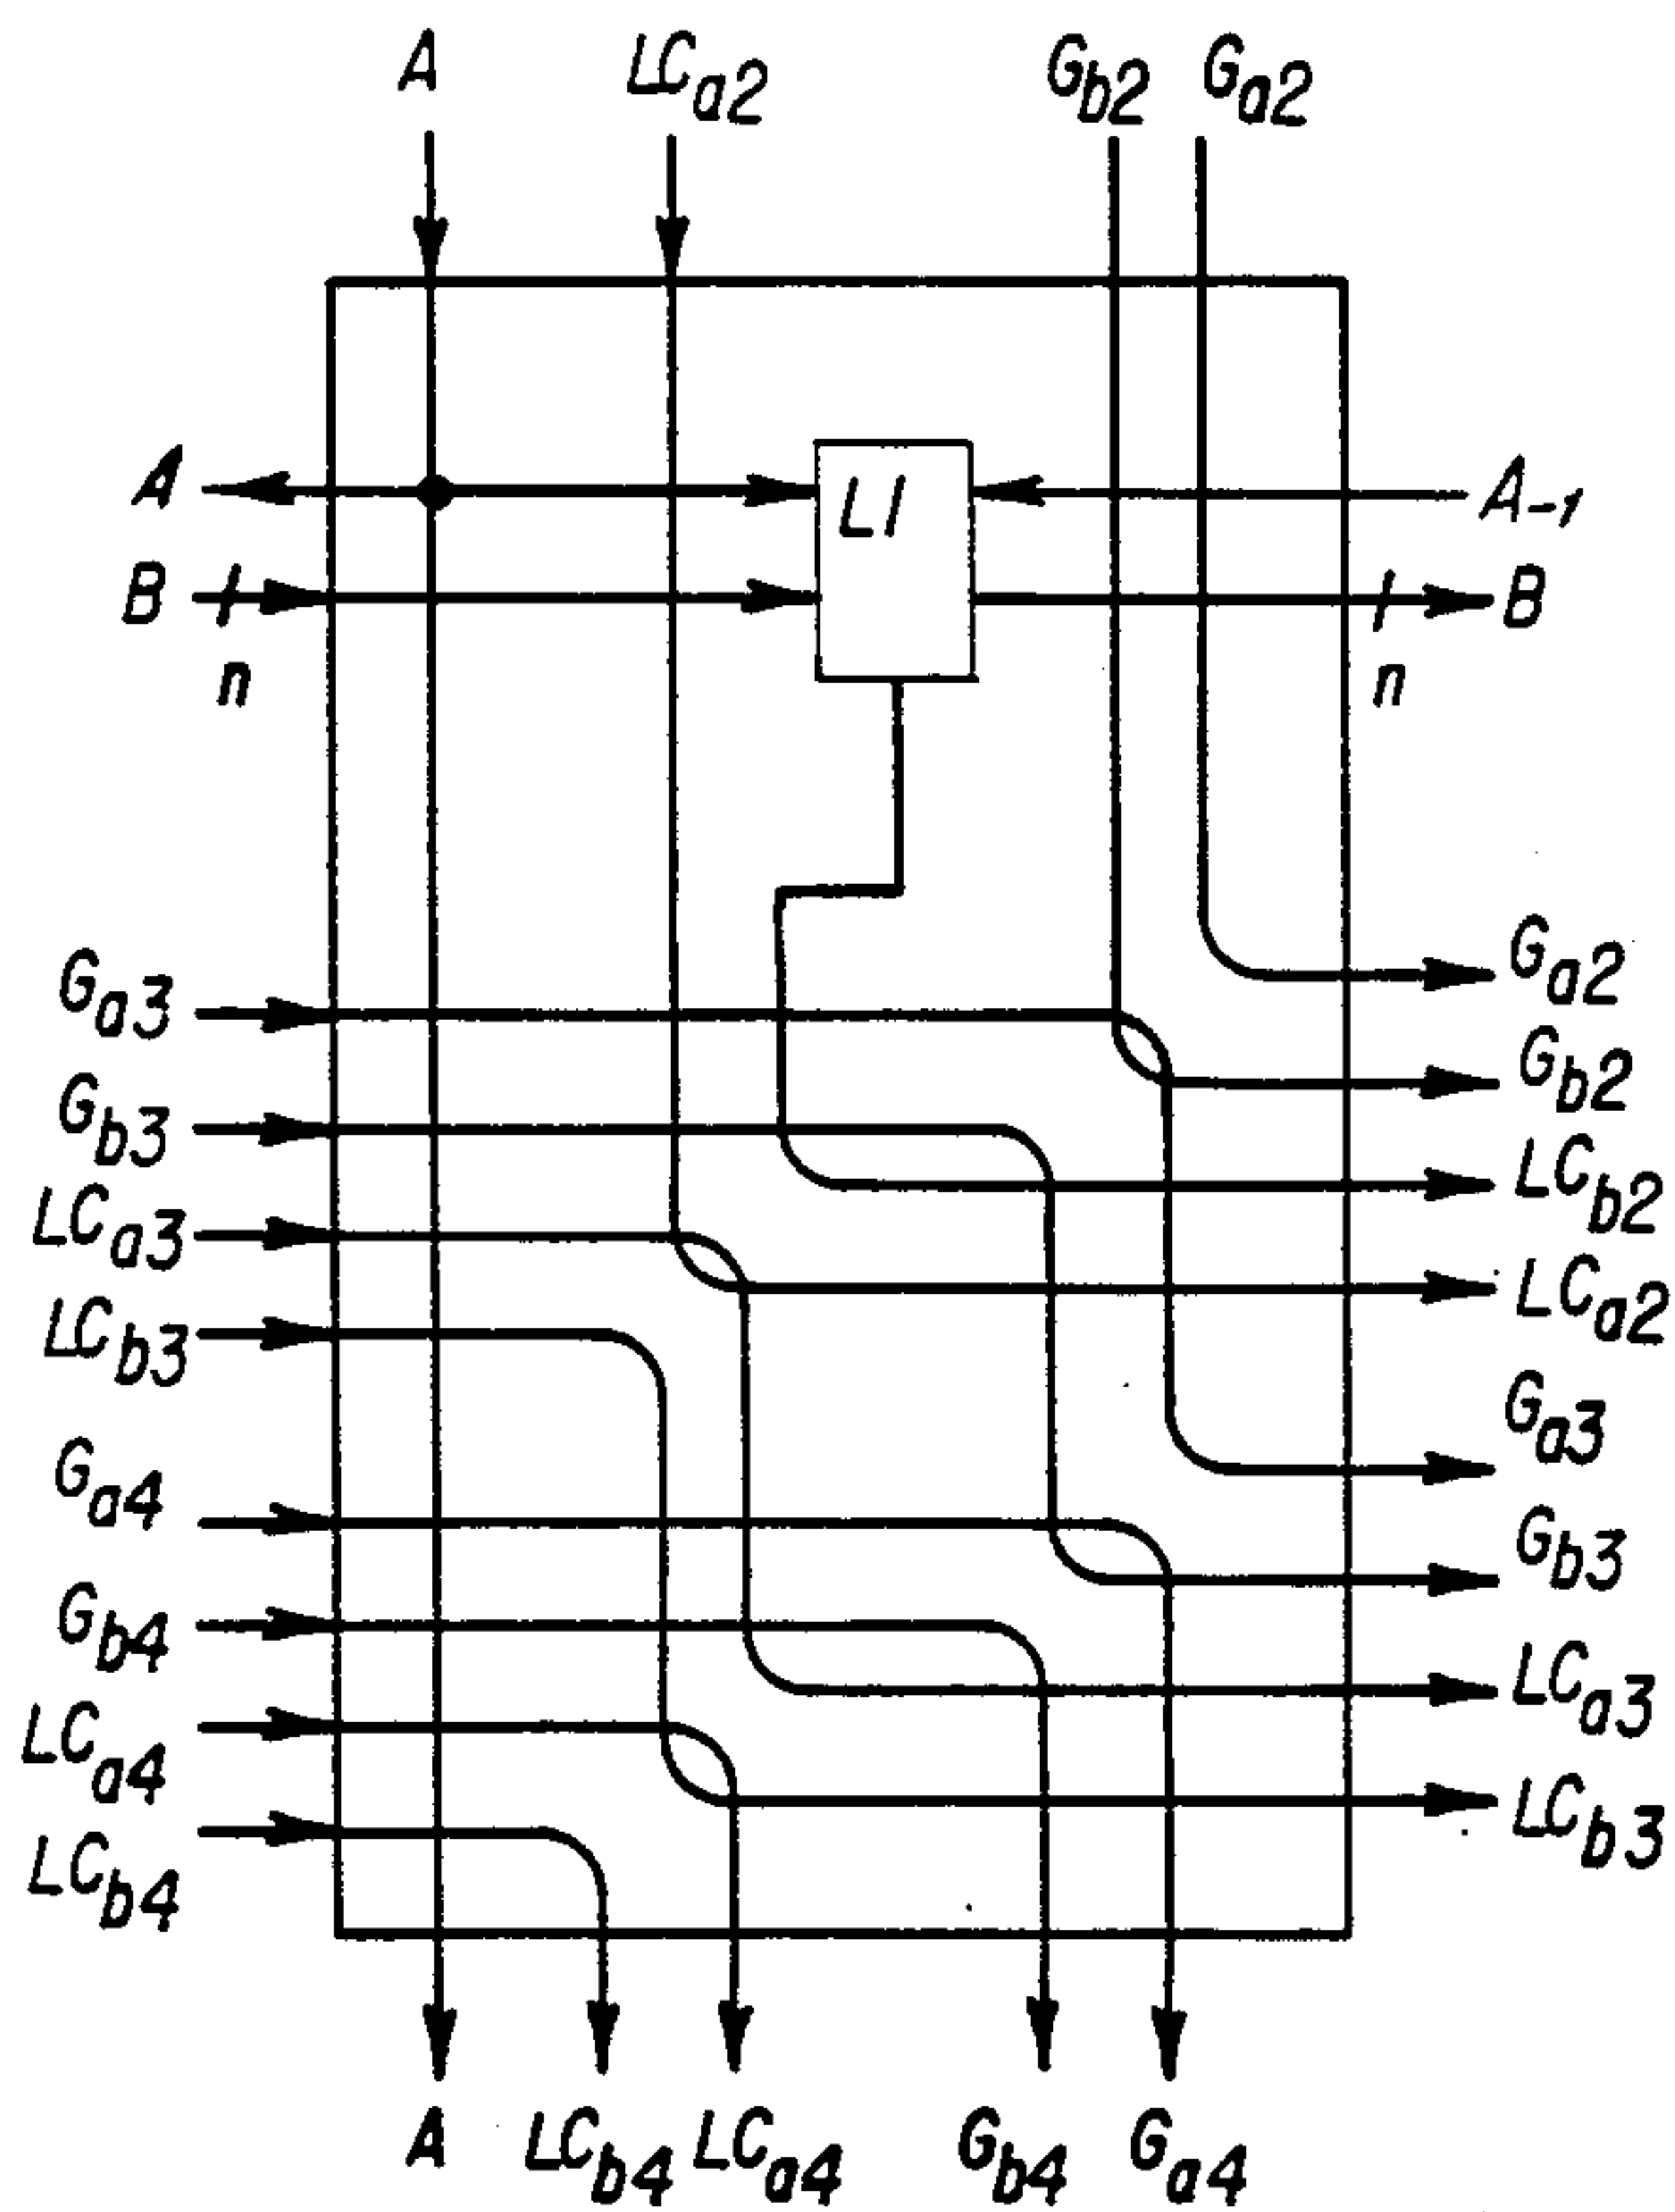 A LCa2 Gb2 Ga2
A LI A-1
B B
n n
Ga3 Ga2
Gb3 Gb2
LCa3 LCb2
LCb3 LCa2
Ga4 Ga3
Gb4 Gb3
LCa4 LCa3
LCb4 LCb3
A LCb4 LCa4 Gb4 Ga4